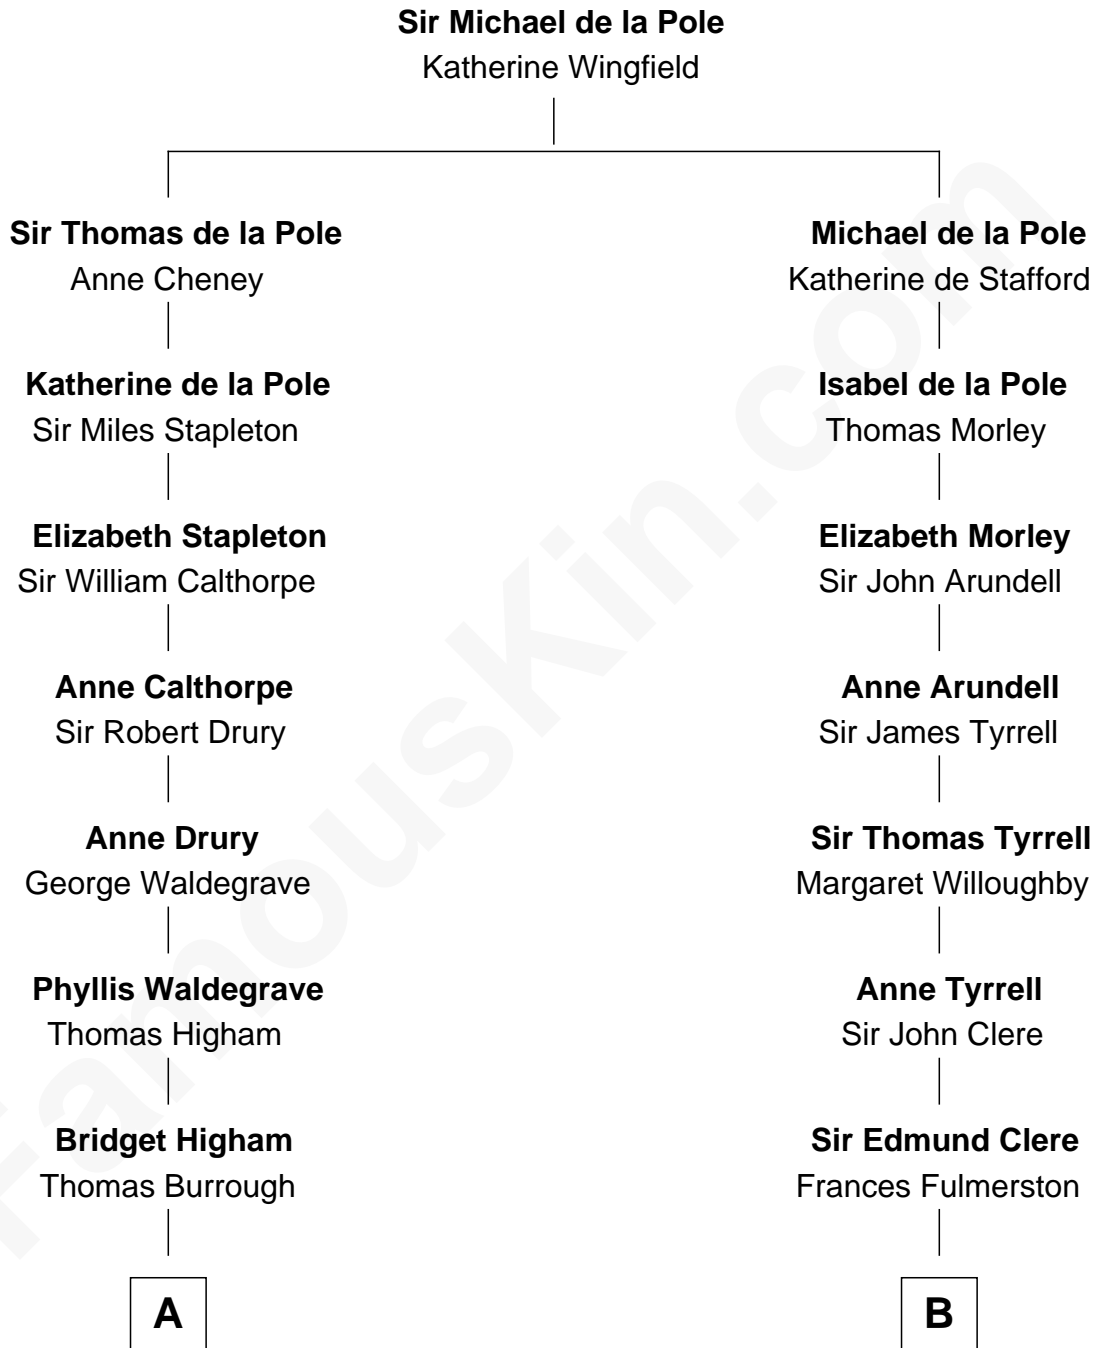 Sir Michael de la Pole
Katherine Wingfield
Sir Thomas de la Pole
Anne Cheney
Michael de la Pole
Katherine de Stafford
Katherine de la Pole
Sir Miles Stapleton
Isabel de la Pole
Thomas Morley
Elizabeth Stapleton
Sir William Calthorpe
Elizabeth Morley
Sir John Arundell
Anne Calthorpe
Sir Robert Drury
Anne Arundell
Sir James Tyrrell
Anne Drury
George Waldegrave
Sir Thomas Tyrrell
Margaret Willoughby
Phyllis Waldegrave
Thomas Higham
Anne Tyrrell
Sir John Clere
Bridget Higham
Thomas Burrough
Sir Edmund Clere
Frances Fulmerston
A
B
FamousKin.com